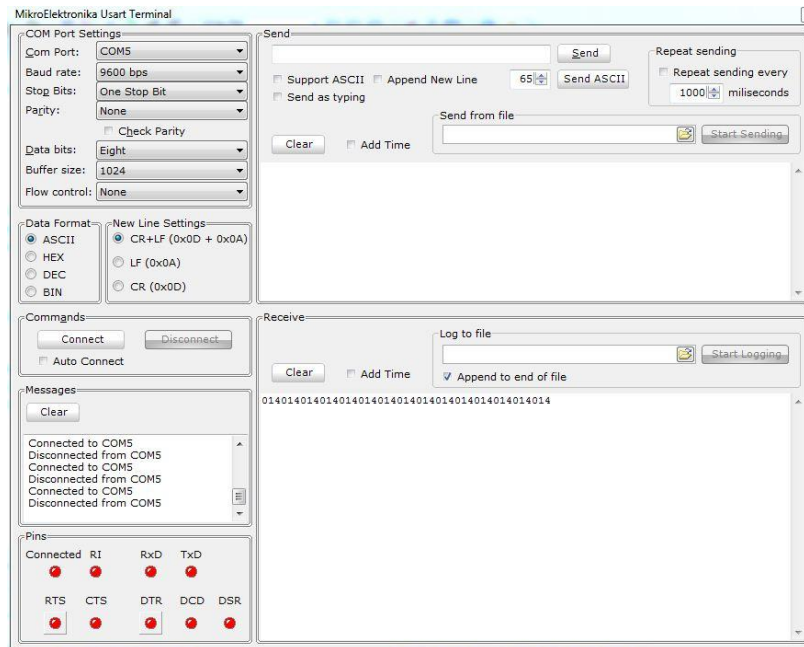 MikroElektronika Usart Terminal
COM Port Settings
Com Port: COM5
Baud rate: 9600 bps
Stop Bits: One Stop Bit
Parity: None
Check Parity
Data bits: Eight
Buffer size: 1024
Flow control: None
Data Format
ASCII
HEX
DEC
BIN
New Line Settings
CR+LF (0x0D + 0x0A)
LF (0x0A)
CR (0x0D)
Commands
Connect Disconnect
Auto Connect
Messages
Clear
Connected to COM5
Disconnected from COM5
Connected to COM5
Disconnected from COM5
Connected to COM5
Disconnected from COM5
Pins
Connected RI RxD TxD
RTS CTS DTR DCD DSR
Send
Send
Support ASCII Append New Line 65 Send ASCII
Send as typing
Repeat sending
Repeat sending every
1000 miliseconds
Send from file
Clear Add Time Start Sending
Receive
Log to file
Start Logging
Clear Add Time Append to end of file
014014014014014014014014014014014014014014